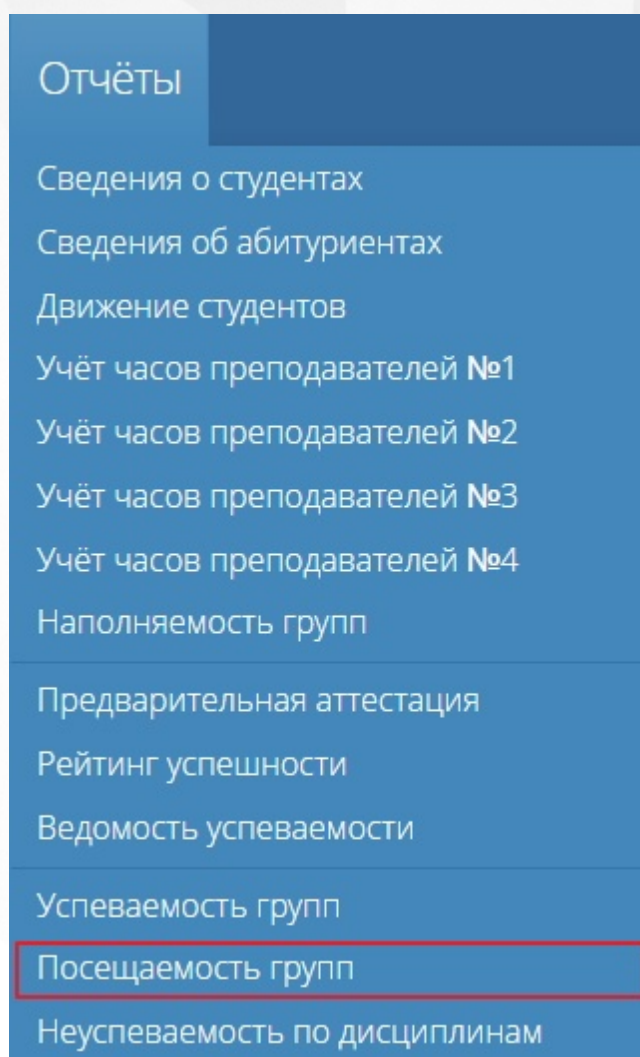 Отчёты
Сведения о студентах
Сведения об абитуриентах
Движение студентов
Учёт часов преподавателей №1
Учёт часов преподавателей №2
Учёт часов преподавателей №3
Учёт часов преподавателей №4
Наполняемость групп
Предварительная аттестация
Рейтинг успешности
Ведомость успеваемости
Успеваемость групп
Посещаемость групп
Неуспеваемость по дисциплинам